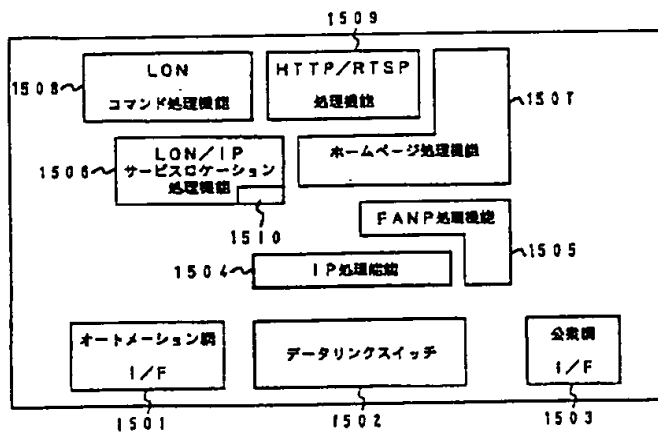 1509
LON
コマンド処理機能
1508
HTTP/RTSP
処理機能
1507
ホームページ処理機能
LON/IP
サービスロケーション
処理機能
1506
1510
FANP処理機能
1505
1504
IP処理機能
オートメーション網
I/F
データリンクスイッチ
公衆網
I/F
1501
1502
1503